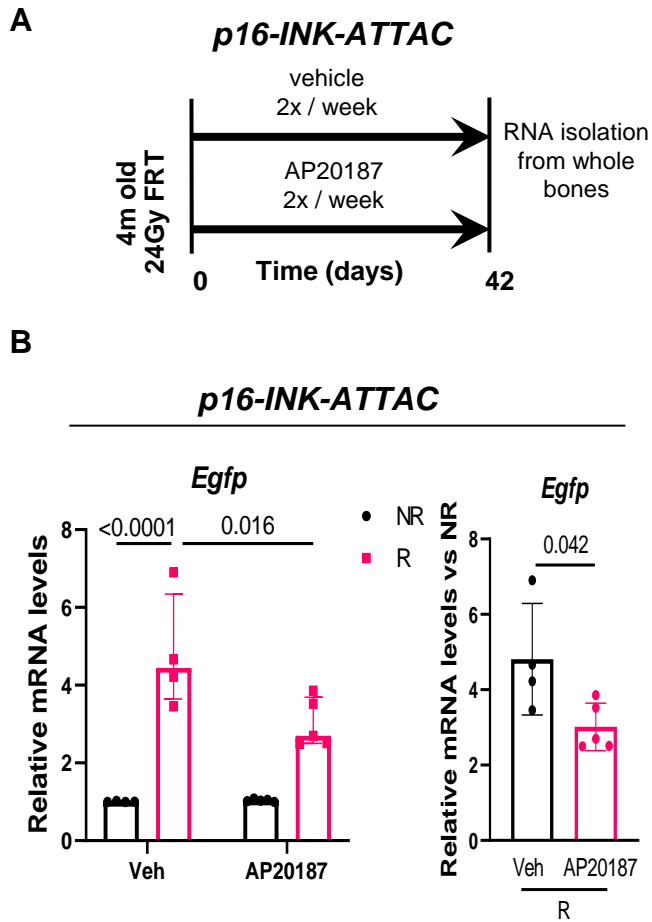 A
p16-INK-ATTAC
vehicle
2x / week
AP20187
2x / week
RNA isolation
from whole
bones
4m old
24Gy FRT
0
Time (days)
42
B
p16-INK-ATTAC
Egfp
<0.0001
0.016
NR
R
Relative mRNA levels
8
6
4
2
0
Veh
AP20187
Egfp
0.042
Relative mRNA levels vs NR
8
6
4
2
0
Veh
AP20187
R